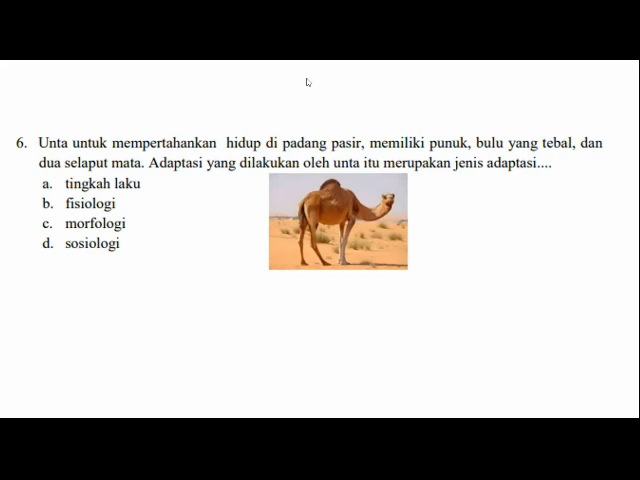 6. Unta untuk mempertahankan hidup di padang pasir, memiliki punuk, bulu yang tebal, dan
dua selaput mata. Adaptasi yang dilakukan oleh unta itu merupakan jenis adaptasi....
a. tingkah laku
b. fisiologi
c. morfologi
d. sosiologi